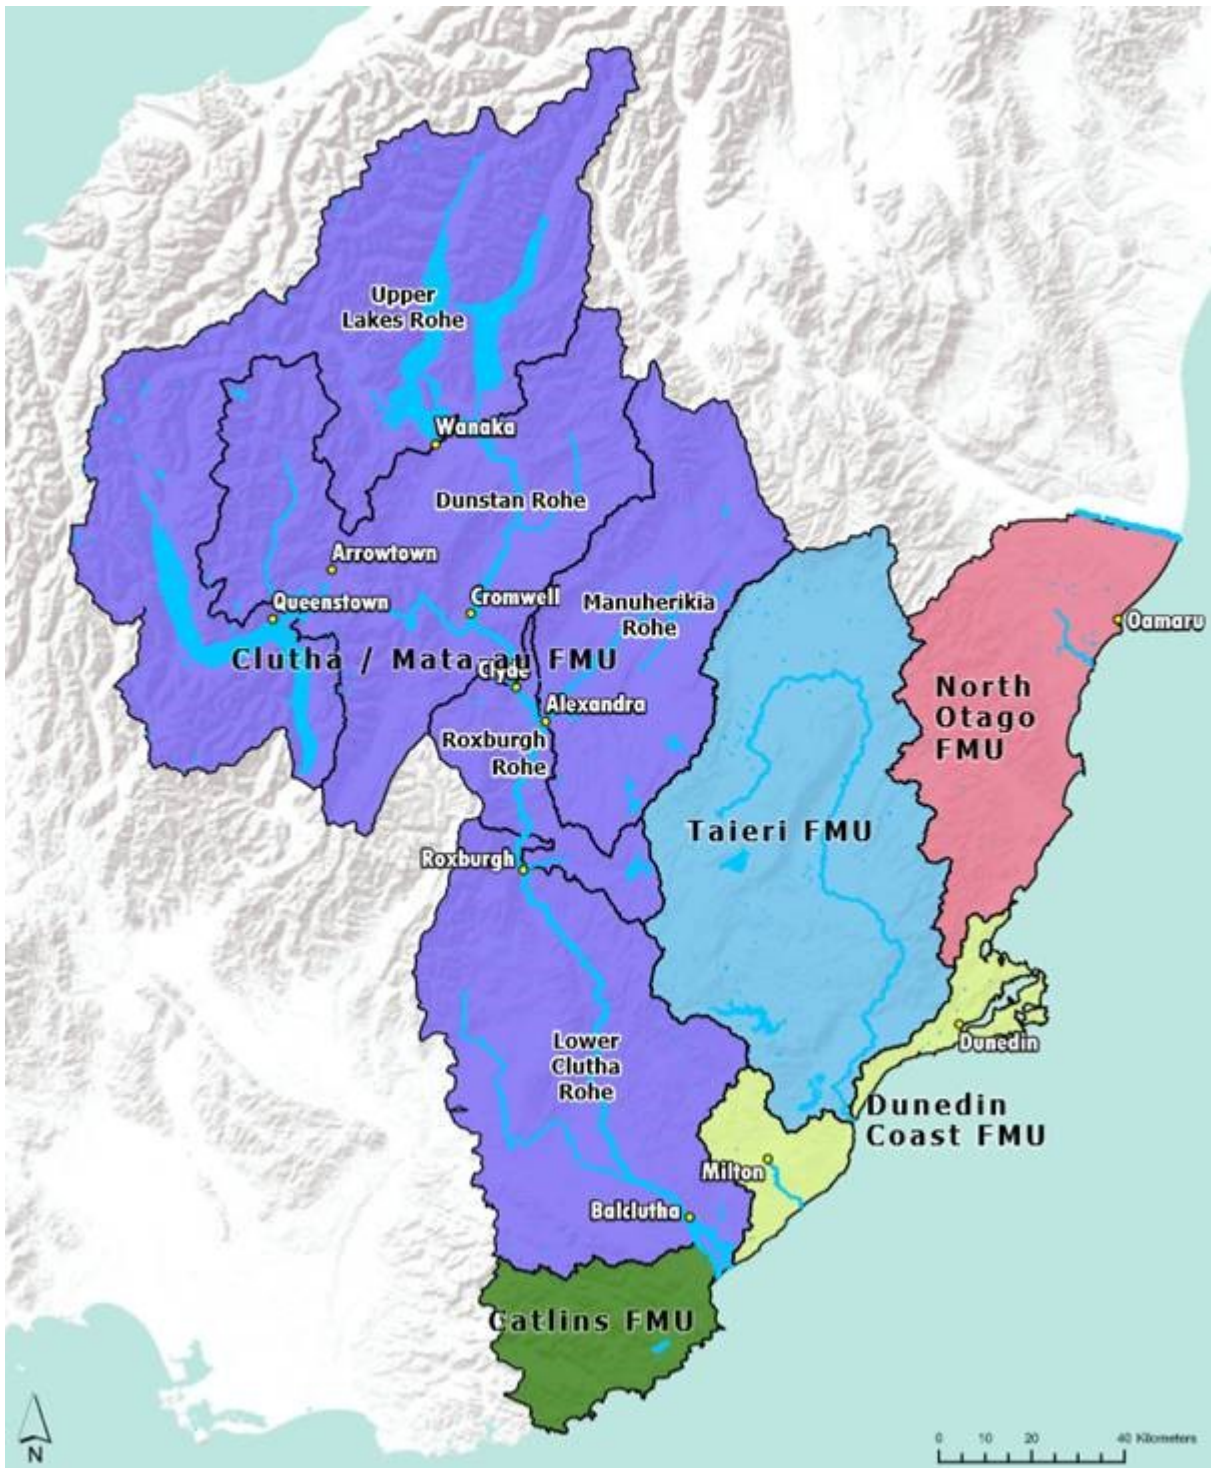 Upper
Lakes Rohe
Wanaka
Dunstan Rohe
Arrowtown
Queenstown
Cromwell
Manuherikia
Rohe
Clutha / Mata-au FMU
Clyde
Alexandra
Roxburgh
Rohe
Oamaru
North
Otago
FMU
Taieri FMU
Roxburgh
Lower
Clutha
Rohe
Dunedin
Dunedin
Coast FMU
Milton
Balclutha
Catlins FMU
N
0 10 20 40 Kilometers